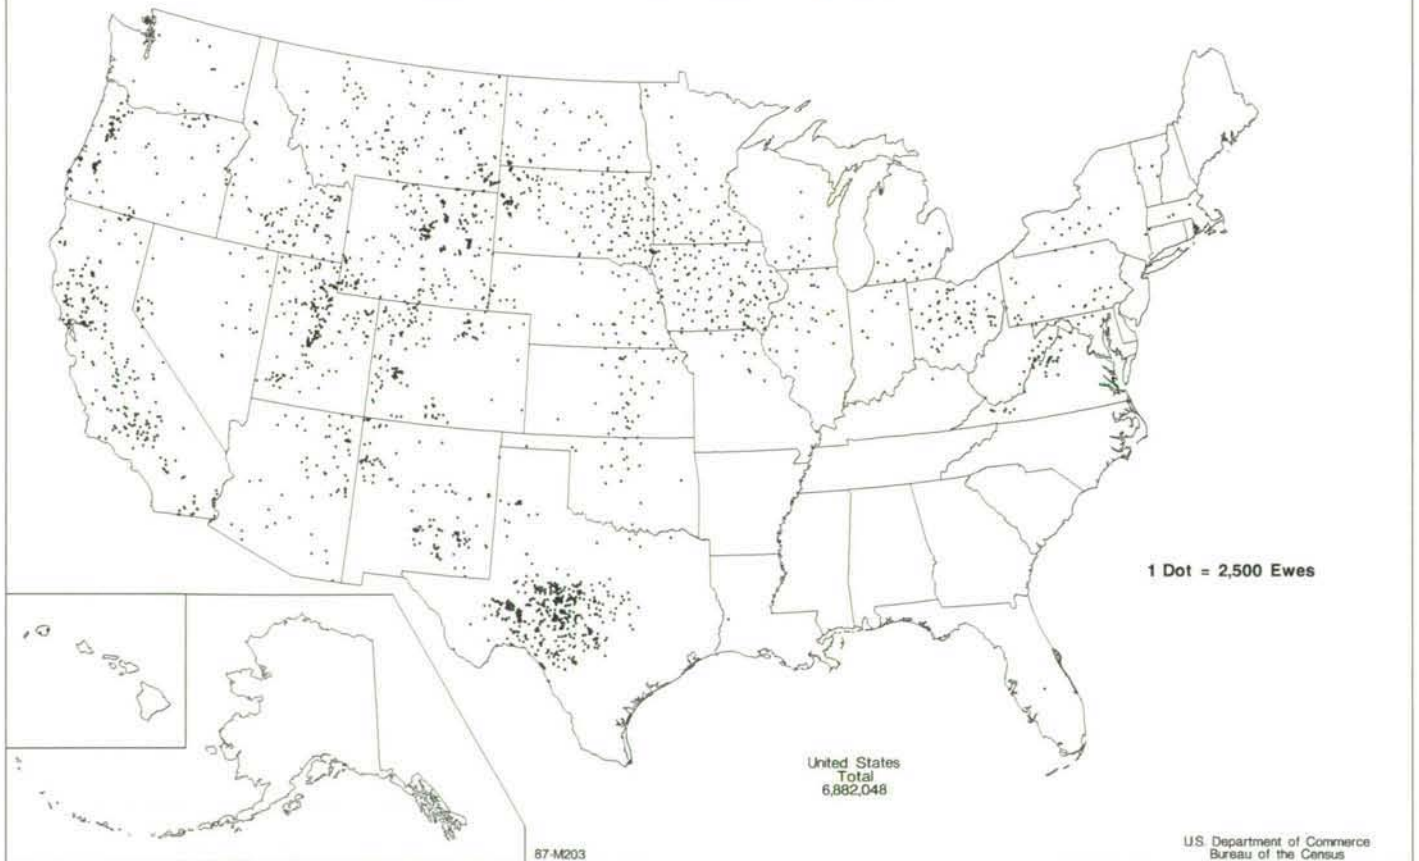 1 Dot = 2,500 Ewes
United States
Total
6,882,048
87-M203
U.S. Department of Commerce
Bureau of the Census